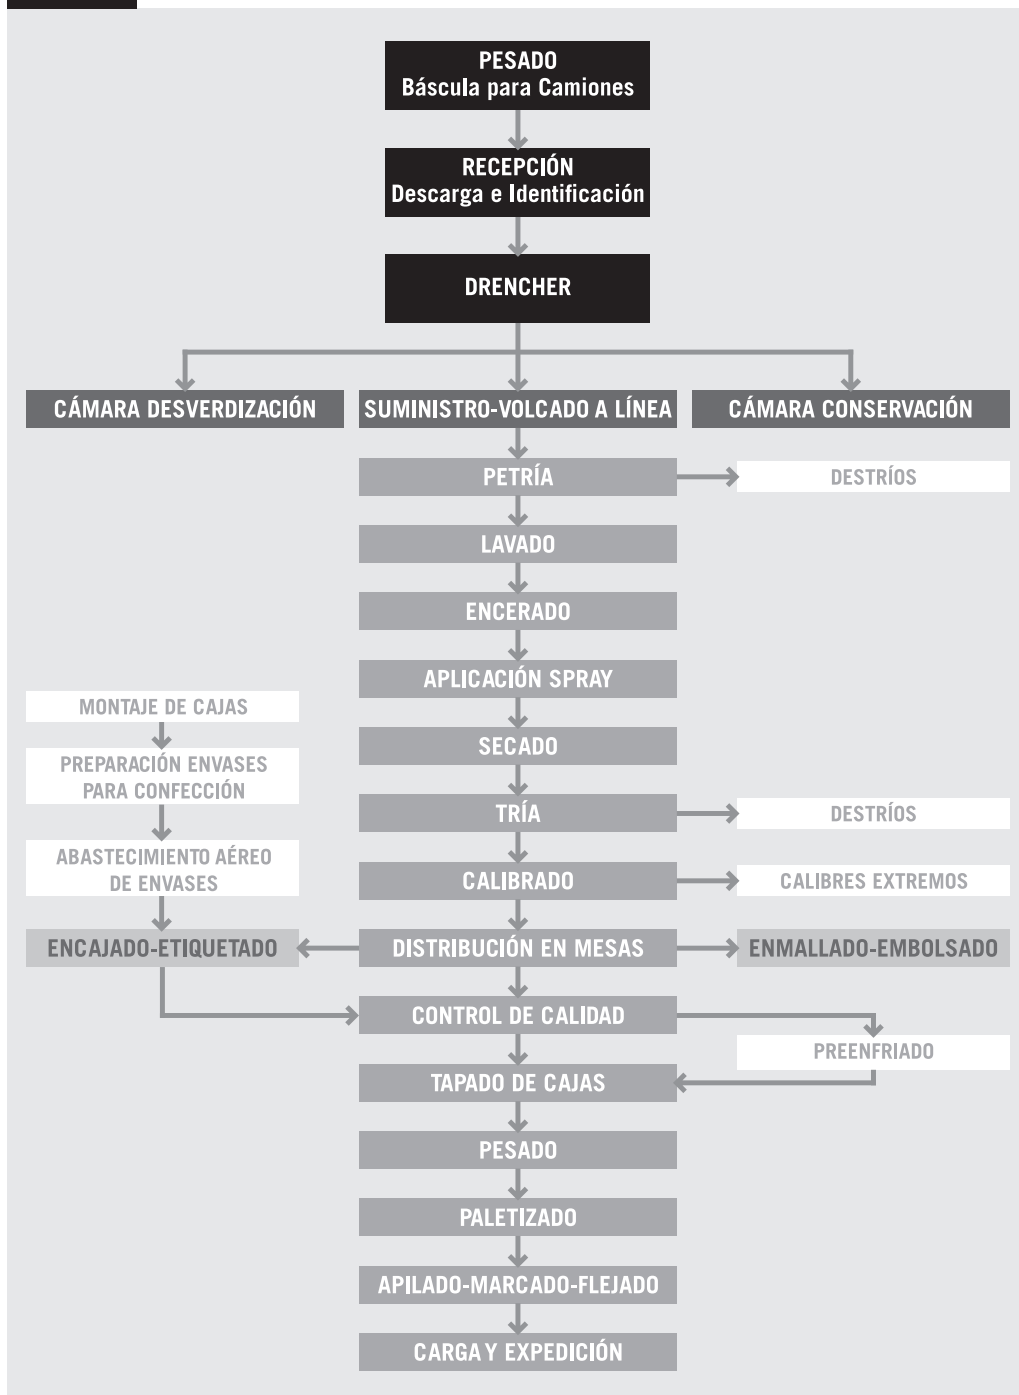 PESADO
Báscula para Camiones
RECEPCIÓN
Descarga e Identificación
DRENCHER
CÁMARA DESVERDIZACIÓN
SUMINISTRO-VOLCADO A LÍNEA
CÁMARA CONSERVACIÓN
PETRÍA
DESTRÍOS
LAVADO
ENCERADO
APLICACIÓN SPRAY
MONTAJE DE CAJAS
SECADO
PREPARACIÓN ENVASES
PARA CONFECCIÓN
TRÍA
DESTRÍOS
ABASTECIMIENTO AÉREO
DE ENVASES
CALIBRADO
CALIBRES EXTREMOS
ENCAJADO-ETIQUETADO
DISTRIBUCIÓN EN MESAS
ENMALLADO-EMBOLSADO
CONTROL DE CALIDAD
PREENFRIADO
TAPADO DE CAJAS
PESADO
PALETIZADO
APILADO-MARCADO-FLEJADO
CARGA Y EXPEDICIÓN